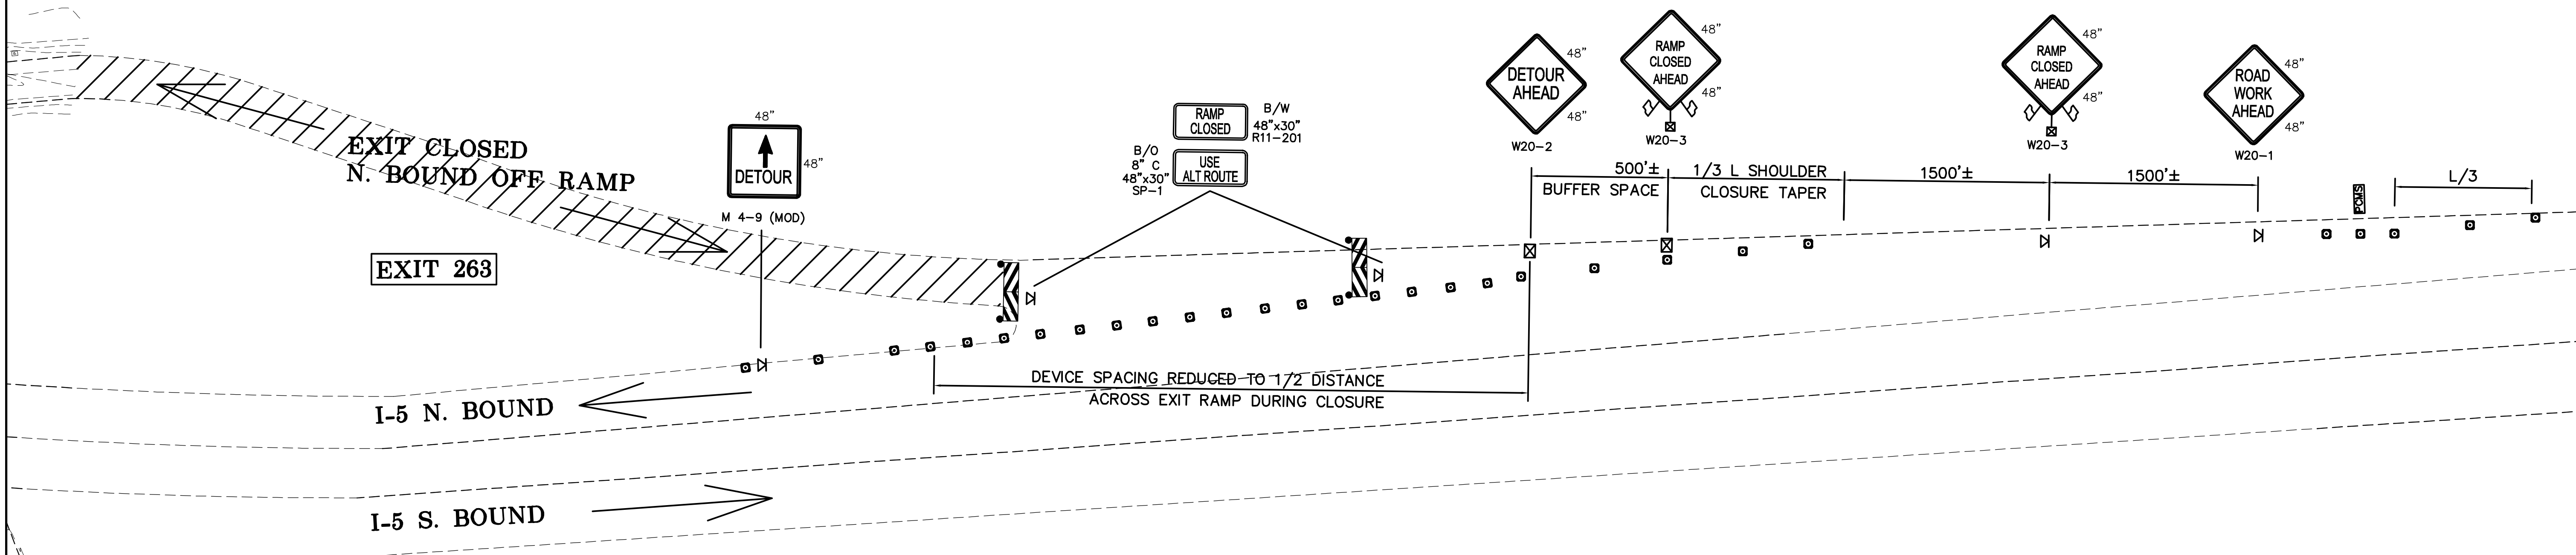 EXIT CLOSED
N. BOUND OFF RAMP
EXIT 263
48"
48"
DETOUR
M 4-9 (MOD)
RAMP
CLOSED
B/W
48"x30"
R11-201
B/O
8" C
48"x30"
SP-1
USE
ALT ROUTE
DETOUR
AHEAD
48"
48"
W20-2
RAMP
CLOSED
AHEAD
48"
48"
W20-3
RAMP
CLOSED
AHEAD
48"
48"
W20-3
ROAD
WORK
AHEAD
48"
48"
W20-1
500'±
BUFFER SPACE
1/3 L SHOULDER
CLOSURE TAPER
1500'±
1500'±
PCMS
L/3
DEVICE SPACING REDUCED TO 1/2 DISTANCE
ACROSS EXIT RAMP DURING CLOSURE
I-5 N. BOUND
I-5 S. BOUND